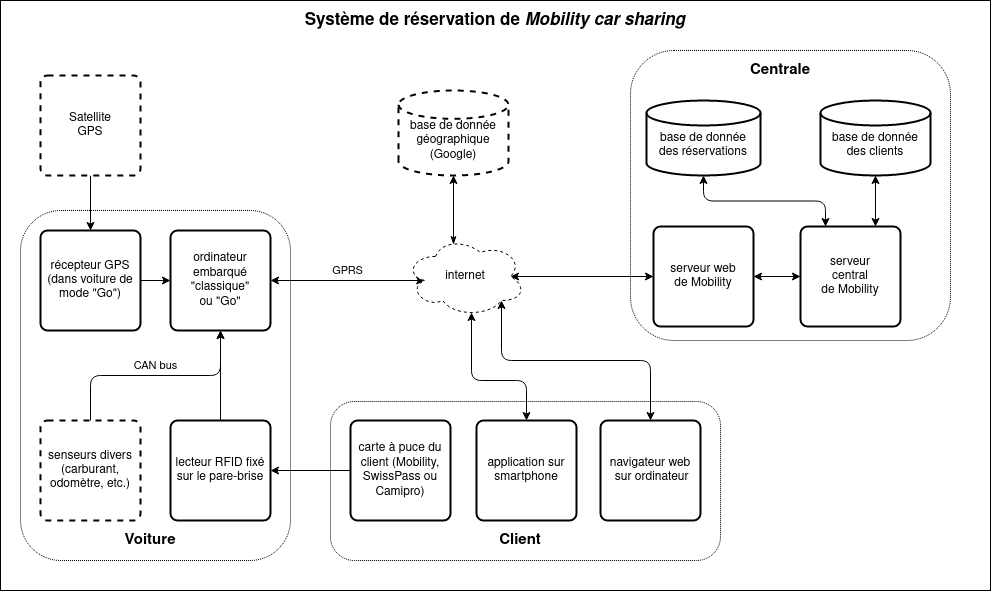 Système de réservation de Mobility car sharing
Satellite
GPS
base de donnée
géographique
(Google)
Centrale
base de donnée
des réservations
base de donnée
des clients
récepteur GPS
(dans voiture de
mode "Go")
ordinateur
embarqué
"classique"
ou "Go"
GPRS
internet
serveur web
de Mobility
serveur
central
de Mobility
CAN bus
senseurs divers
(carburant,
odomètre, etc.)
lecteur RFID fixé
sur le pare-brise
Voiture
carte à puce du
client (Mobility,
SwissPass ou
Camipro)
application sur
smartphone
navigateur web
sur ordinateur
Client